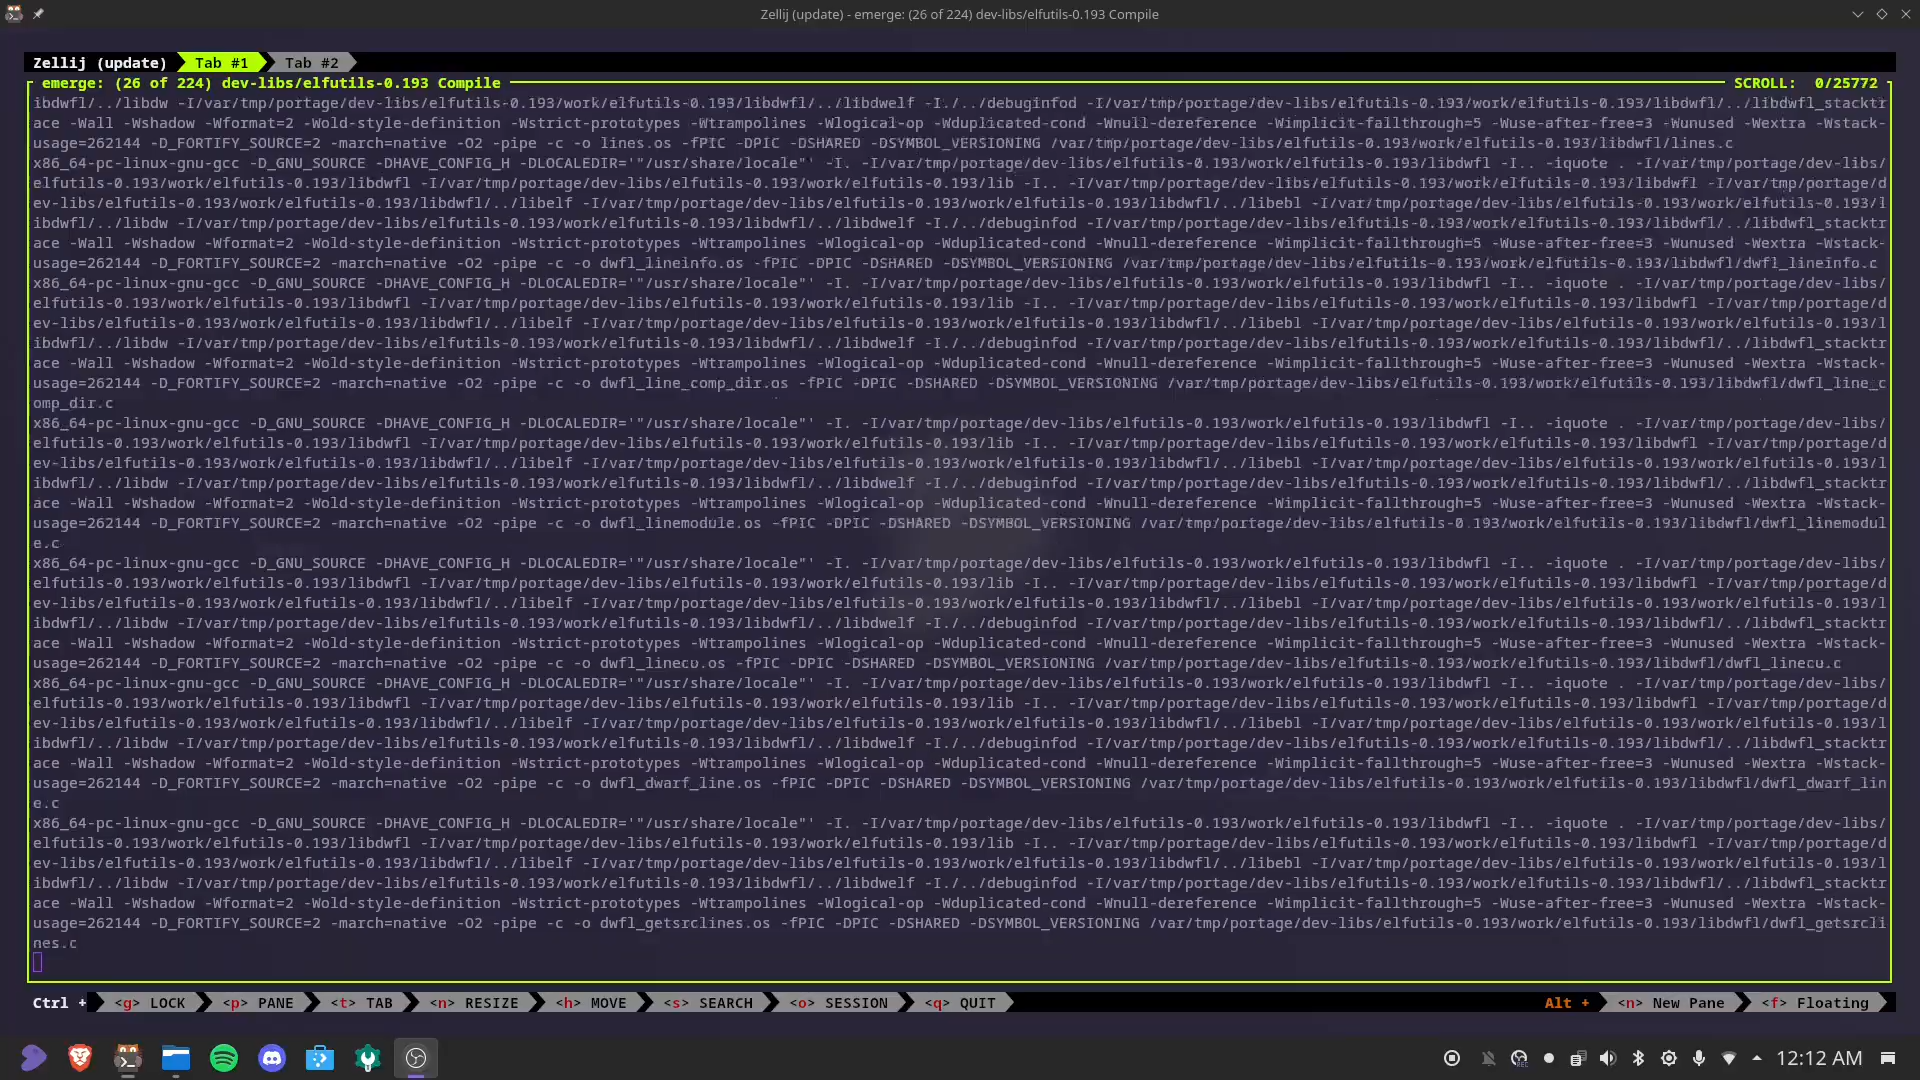 Zellij (update) - emerge: (26 of 224) dev-libs/elfutils-0.193 Compile
Zellij (update) Tab #1 Tab #2
emerge: (26 of 224) dev-libs/elfutils-0.193 Compile SCROLL: 0/25772
ibdwfl/../libdw -I/var/tmp/portage/dev-libs/elfutils-0.193/work/elfutils-0.193/libdwfl/../libdwelf -I./../debuginfod -I/var/tmp/portage/dev-libs/elfutils-0.193/work/elfutils-0.193/libdwfl/../libdwfl_stacktr
ace -Wall -Wshadow -Wformat=2 -Wold-style-definition -Wstrict-prototypes -Wtrampolines -Wlogical-op -Wduplicated-cond -Wnull-dereference -Wimplicit-fallthrough=5 -Wuse-after-free=3 -Wunused -Wextra -Wstack-
usage=262144 -D_FORTIFY_SOURCE=2 -march=native -O2 -pipe -c -o lines.os -fPIC -DPIC -DSHARED -DSYMBOL_VERSIONING /var/tmp/portage/dev-libs/elfutils-0.193/work/elfutils-0.193/libdwfl/lines.c
x86_64-pc-linux-gnu-gcc -D_GNU_SOURCE -DHAVE_CONFIG_H -DLOCALEDIR='"/usr/share/locale"' -I. -I/var/tmp/portage/dev-libs/elfutils-0.193/work/elfutils-0.193/libdwfl -I.. -iquote . -I/var/tmp/portage/dev-libs/
elfutils-0.193/libdwfl -I/var/tmp/portage/dev-libs/elfutils-0.193/work/elfutils-0.193/lib -I.. -I/var/tmp/portage/dev-libs/elfutils-0.193/work/elfutils-0.193/libdwfl -I/var/tmp/portage/d
ev-libs/elfutils-0.193/work/elfutils-0.193/libdwfl/../libelf -I/var/tmp/portage/dev-libs/elfutils-0.193/work/elfutils-0.193/libdwfl/../libebl -I/var/tmp/portage/dev-libs/elfutils-0.193/work/elfutils-0.193/l
ibdwfl/../libdw -I/var/tmp/portage/dev-libs/elfutils-0.193/work/elfutils-0.193/libdwfl/../libdwelf -I./../debuginfod -I/var/tmp/portage/dev-libs/elfutils-0.193/work/elfutils-0.193/libdwfl/../libdwfl_stacktr
ace -Wall -Wshadow -Wformat=2 -Wold-style-definition -Wstrict-prototypes -Wtrampolines -Wlogical-op -Wduplicated-cond -Wnull-dereference -Wimplicit-fallthrough=5 -Wuse-after-free=3 -Wunused -Wextra -Wstack-
usage=262144 -D_FORTIFY_SOURCE=2 -march=native -O2 -pipe -c -o dwfl_lineinfo.os -fPIC -DPIC -DSHARED -DSYMBOL_VERSIONING /var/tmp/portage/dev-libs/elfutils-0.193/work/elfutils-0.193/libdwfl/dwfl_lineinfo.c
x86_64-pc-linux-gnu-gcc -D_GNU_SOURCE -DHAVE_CONFIG_H -DLOCALEDIR='"/usr/share/locale"' -I. -I/var/tmp/portage/dev-libs/elfutils-0.193/work/elfutils-0.193/libdwfl -I.. -iquote . -I/var/tmp/portage/dev-libs/
elfutils-0.193/libdwfl -I/var/tmp/portage/dev-libs/elfutils-0.193/work/elfutils-0.193/lib -I.. -I/var/tmp/portage/dev-libs/elfutils-0.193/work/elfutils-0.193/libdwfl -I/var/tmp/portage/d
ev-libs/elfutils-0.193/work/elfutils-0.193/libdwfl/../libelf -I/var/tmp/portage/dev-libs/elfutils-0.193/work/elfutils-0.193/libdwfl/../libebl -I/var/tmp/portage/dev-libs/elfutils-0.193/work/elfutils-0.193/l
ibdwfl/../libdw -I/var/tmp/portage/dev-libs/elfutils-0.193/work/elfutils-0.193/libdwfl/../libdwelf -I./../debuginfod -I/var/tmp/portage/dev-libs/elfutils-0.193/work/elfutils-0.193/libdwfl/../libdwfl_stacktr
ace -Wall -Wshadow -Wformat=2 -Wold-style-definition -Wstrict-prototypes -Wtrampolines -Wlogical-op -Wduplicated-cond -Wnull-dereference -Wimplicit-fallthrough=5 -Wuse-after-free=3 -Wunused -Wextra -Wstack-
usage=262144 -D_FORTIFY_SOURCE=2 -march=native -O2 -pipe -c -o dwfl_line_comp_dir.os -fPIC -DPIC -DSHARED -DSYMBOL_VERSIONING /var/tmp/portage/dev-libs/elfutils-0.193/work/elfutils-0.193/libdwfl/dwfl_line_c
omp_dir.c
x86_64-pc-linux-gnu-gcc -D_GNU_SOURCE -DHAVE_CONFIG_H -DLOCALEDIR='"/usr/share/locale"' -I. -I/var/tmp/portage/dev-libs/elfutils-0.193/work/elfutils-0.193/libdwfl -I.. -iquote . -I/var/tmp/portage/dev-libs/
elfutils-0.193/libdwfl -I/var/tmp/portage/dev-libs/elfutils-0.193/work/elfutils-0.193/lib -I.. -I/var/tmp/portage/dev-libs/elfutils-0.193/work/elfutils-0.193/libdwfl -I/var/tmp/portage/d
ev-libs/elfutils-0.193/work/elfutils-0.193/libdwfl/../libelf -I/var/tmp/portage/dev-libs/elfutils-0.193/work/elfutils-0.193/libdwfl/../libebl -I/var/tmp/portage/dev-libs/elfutils-0.193/work/elfutils-0.193/l
ibdwfl/../libdw -I/var/tmp/portage/dev-libs/elfutils-0.193/work/elfutils-0.193/libdwfl/../libdwelf -I./../debuginfod -I/var/tmp/portage/dev-libs/elfutils-0.193/work/elfutils-0.193/libdwfl/../libdwfl_stacktr
ace -Wall -Wshadow -Wformat=2 -Wold-style-definition -Wstrict-prototypes -Wtrampolines -Wlogical-op -Wduplicated-cond -Wnull-dereference -Wimplicit-fallthrough=5 -Wuse-after-free=3 -Wunused -Wextra -Wstack-
usage=262144 -D_FORTIFY_SOURCE=2 -march=native -O2 -pipe -c -o dwfl_linemodule.os -fPIC -DPIC -DSHARED -DSYMBOL_VERSIONING /var/tmp/portage/dev-libs/elfutils-0.193/work/elfutils-0.193/libdwfl/dwfl_linemodul
e.c
x86_64-pc-linux-gnu-gcc -D_GNU_SOURCE -DHAVE_CONFIG_H -DLOCALEDIR='"/usr/share/locale"' -I. -I/var/tmp/portage/dev-libs/elfutils-0.193/work/elfutils-0.193/libdwfl -I.. -iquote . -I/var/tmp/portage/dev-libs/
elfutils-0.193/libdwfl -I/var/tmp/portage/dev-libs/elfutils-0.193/work/elfutils-0.193/lib -I.. -I/var/tmp/portage/dev-libs/elfutils-0.193/work/elfutils-0.193/libdwfl -I/var/tmp/portage/d
ev-libs/elfutils-0.193/work/elfutils-0.193/libdwfl/../libelf -I/var/tmp/portage/dev-libs/elfutils-0.193/work/elfutils-0.193/libdwfl/../libebl -I/var/tmp/portage/dev-libs/elfutils-0.193/work/elfutils-0.193/l
ibdwfl/../libdw -I/var/tmp/portage/dev-libs/elfutils-0.193/work/elfutils-0.193/libdwfl/../libdwelf -I./../debuginfod -I/var/tmp/portage/dev-libs/elfutils-0.193/work/elfutils-0.193/libdwfl/../libdwfl_stacktr
ace -Wall -Wshadow -Wformat=2 -Wold-style-definition -Wstrict-prototypes -Wtrampolines -Wlogical-op -Wduplicated-cond -Wnull-dereference -Wimplicit-fallthrough=5 -Wuse-after-free=3 -Wunused -Wextra -Wstack-
usage=262144 -D_FORTIFY_SOURCE=2 -march=native -O2 -pipe -c -o dwfl_linecu.os -fPIC -DPIC -DSHARED -DSYMBOL_VERSIONING /var/tmp/portage/dev-libs/elfutils-0.193/work/elfutils-0.193/libdwfl/dwfl_linecu.c
x86_64-pc-linux-gnu-gcc -D_GNU_SOURCE -DHAVE_CONFIG_H -DLOCALEDIR='"/usr/share/locale"' -I. -I/var/tmp/portage/dev-libs/elfutils-0.193/work/elfutils-0.193/libdwfl -I.. -iquote . -I/var/tmp/portage/dev-libs/
elfutils-0.193/libdwfl -I/var/tmp/portage/dev-libs/elfutils-0.193/work/elfutils-0.193/lib -I.. -I/var/tmp/portage/dev-libs/elfutils-0.193/work/elfutils-0.193/libdwfl -I/var/tmp/portage/d
ev-libs/elfutils-0.193/work/elfutils-0.193/libdwfl/../libelf -I/var/tmp/portage/dev-libs/elfutils-0.193/work/elfutils-0.193/libdwfl/../libebl -I/var/tmp/portage/dev-libs/elfutils-0.193/work/elfutils-0.193/l
ibdwfl/../libdw -I/var/tmp/portage/dev-libs/elfutils-0.193/work/elfutils-0.193/libdwfl/../libdwelf -I./../debuginfod -I/var/tmp/portage/dev-libs/elfutils-0.193/work/elfutils-0.193/libdwfl/../libdwfl_stacktr
ace -Wall -Wshadow -Wformat=2 -Wold-style-definition -Wstrict-prototypes -Wtrampolines -Wlogical-op -Wduplicated-cond -Wnull-dereference -Wimplicit-fallthrough=5 -Wuse-after-free=3 -Wunused -Wextra -Wstack-
usage=262144 -D_FORTIFY_SOURCE=2 -march=native -O2 -pipe -c -o dwfl_dwarf_line.os -fPIC -DPIC -DSHARED -DSYMBOL_VERSIONING /var/tmp/portage/dev-libs/elfutils-0.193/work/elfutils-0.193/libdwfl/dwfl_dwarf_lin
e.c
x86_64-pc-linux-gnu-gcc -D_GNU_SOURCE -DHAVE_CONFIG_H -DLOCALEDIR='"/usr/share/locale"' -I. -I/var/tmp/portage/dev-libs/elfutils-0.193/work/elfutils-0.193/libdwfl -I.. -iquote . -I/var/tmp/portage/dev-libs/
elfutils-0.193/libdwfl -I/var/tmp/portage/dev-libs/elfutils-0.193/work/elfutils-0.193/lib -I.. -I/var/tmp/portage/dev-libs/elfutils-0.193/work/elfutils-0.193/libdwfl -I/var/tmp/portage/d
ev-libs/elfutils-0.193/work/elfutils-0.193/libdwfl/../libelf -I/var/tmp/portage/dev-libs/elfutils-0.193/work/elfutils-0.193/libdwfl/../libebl -I/var/tmp/portage/dev-libs/elfutils-0.193/work/elfutils-0.193/l
ibdwfl/../libdw -I/var/tmp/portage/dev-libs/elfutils-0.193/work/elfutils-0.193/libdwfl/../libdwelf -I./../debuginfod -I/var/tmp/portage/dev-libs/elfutils-0.193/work/elfutils-0.193/libdwfl/../libdwfl_stacktr
ace -Wall -Wshadow -Wformat=2 -Wold-style-definition -Wstrict-prototypes -Wtrampolines -Wlogical-op -Wduplicated-cond -Wnull-dereference -Wimplicit-fallthrough=5 -Wuse-after-free=3 -Wunused -Wextra -Wstack-
usage=262144 -D_FORTIFY_SOURCE=2 -march=native -O2 -pipe -c -o dwfl_getsrclines.os -fPIC -DPIC -DSHARED -DSYMBOL_VERSIONING /var/tmp/portage/dev-libs/elfutils-0.193/work/elfutils-0.193/libdwfl/dwfl_getsrcli
nes.c
Ctrl + <g> LOCK <p> PANE <t> TAB <n> RESIZE <h> MOVE <s> SEARCH <o> SESSION <q> QUIT Alt + <n> New Pane <f> Floating
12:12 AM